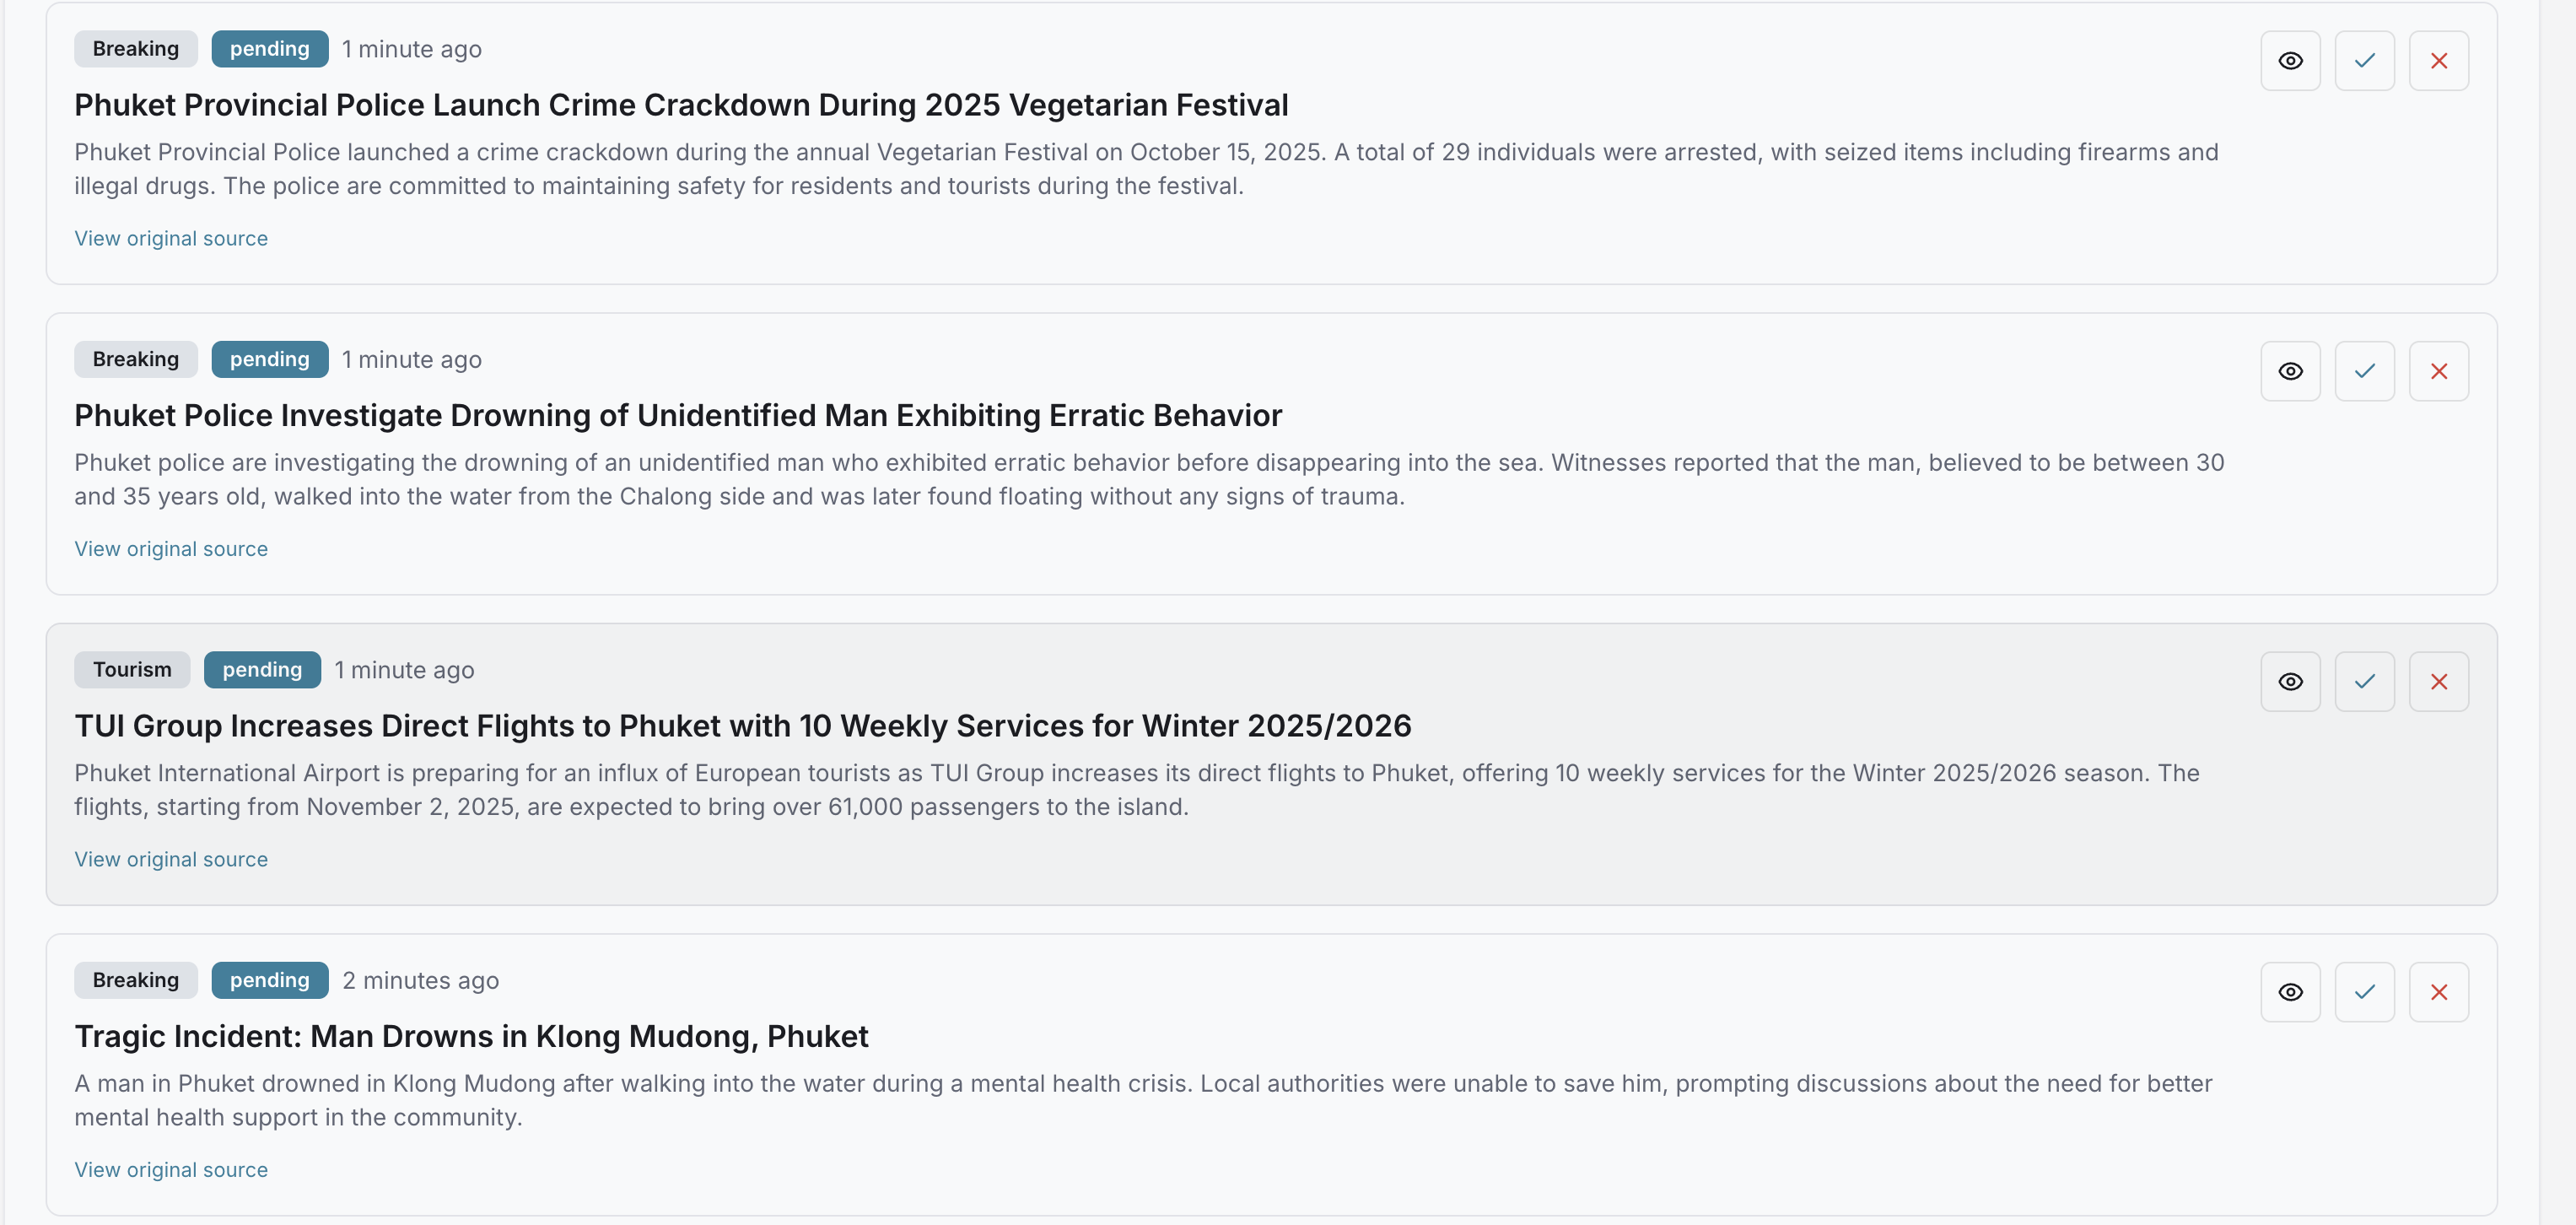 Breaking pending 1 minute ago
Phuket Provincial Police Launch Crime Crackdown During 2025 Vegetarian Festival
Phuket Provincial Police launched a crime crackdown during the annual Vegetarian Festival on October 15, 2025. A total of 29 individuals were arrested, with seized items including firearms and
illegal drugs. The police are committed to maintaining safety for residents and tourists during the festival.
View original source
Breaking pending 1 minute ago
Phuket Police Investigate Drowning of Unidentified Man Exhibiting Erratic Behavior
Phuket police are investigating the drowning of an unidentified man who exhibited erratic behavior before disappearing into the sea. Witnesses reported that the man, believed to be between 30
and 35 years old, walked into the water from the Chalong side and was later found floating without any signs of trauma.
View original source
Tourism pending 1 minute ago
TUI Group Increases Direct Flights to Phuket with 10 Weekly Services for Winter 2025/2026
Phuket International Airport is preparing for an influx of European tourists as TUI Group increases its direct flights to Phuket, offering 10 weekly services for the Winter 2025/2026 season. The
flights, starting from November 2, 2025, are expected to bring over 61,000 passengers to the island.
View original source
Breaking pending 2 minutes ago
Tragic Incident: Man Drowns in Klong Mudong, Phuket
A man in Phuket drowned in Klong Mudong after walking into the water during a mental health crisis. Local authorities were unable to save him, prompting discussions about the need for better
mental health support in the community.
View original source